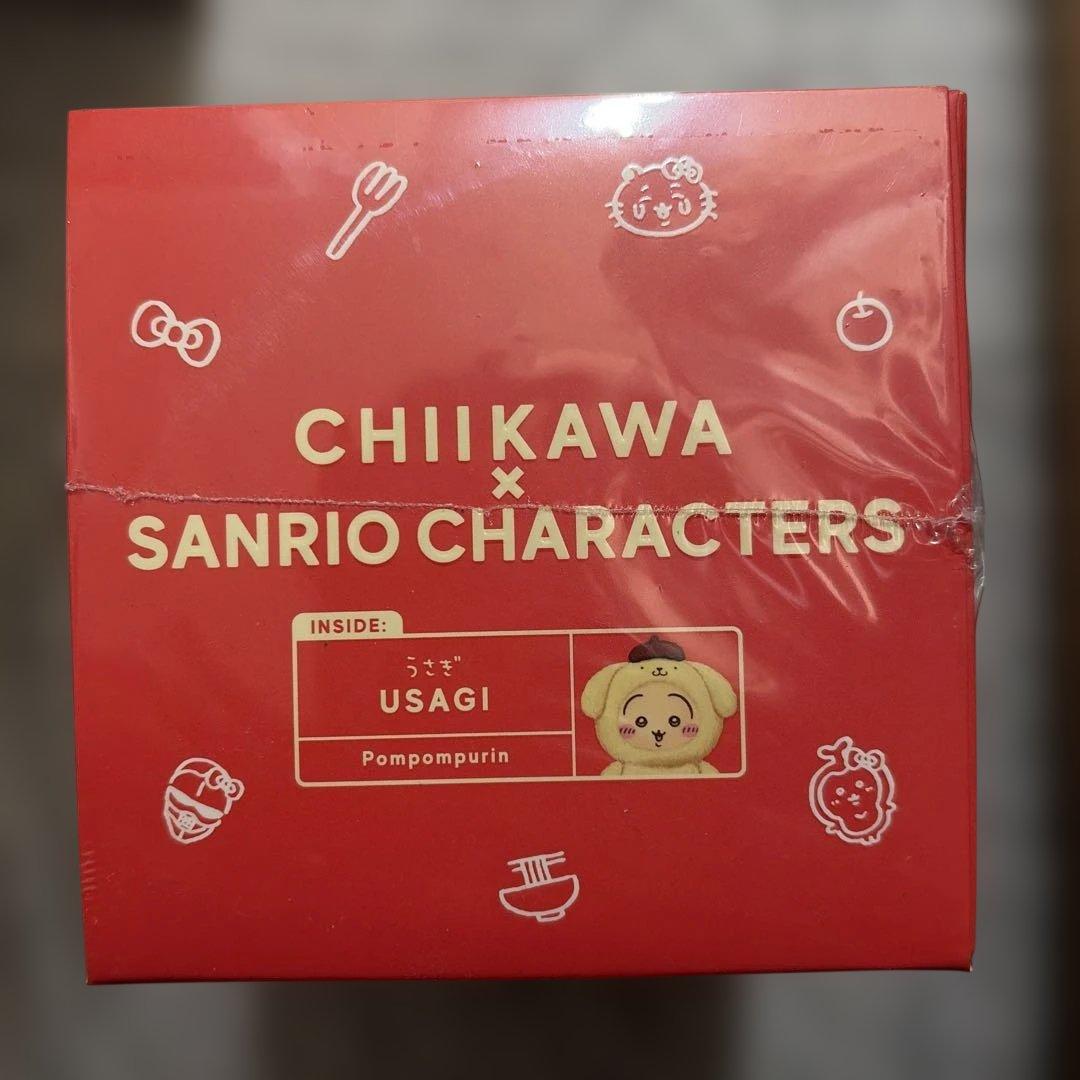 CHIIKAWA
×
SANRIO CHARACTERS
INSIDE:
うさぎ
USAGI
Pompompurin